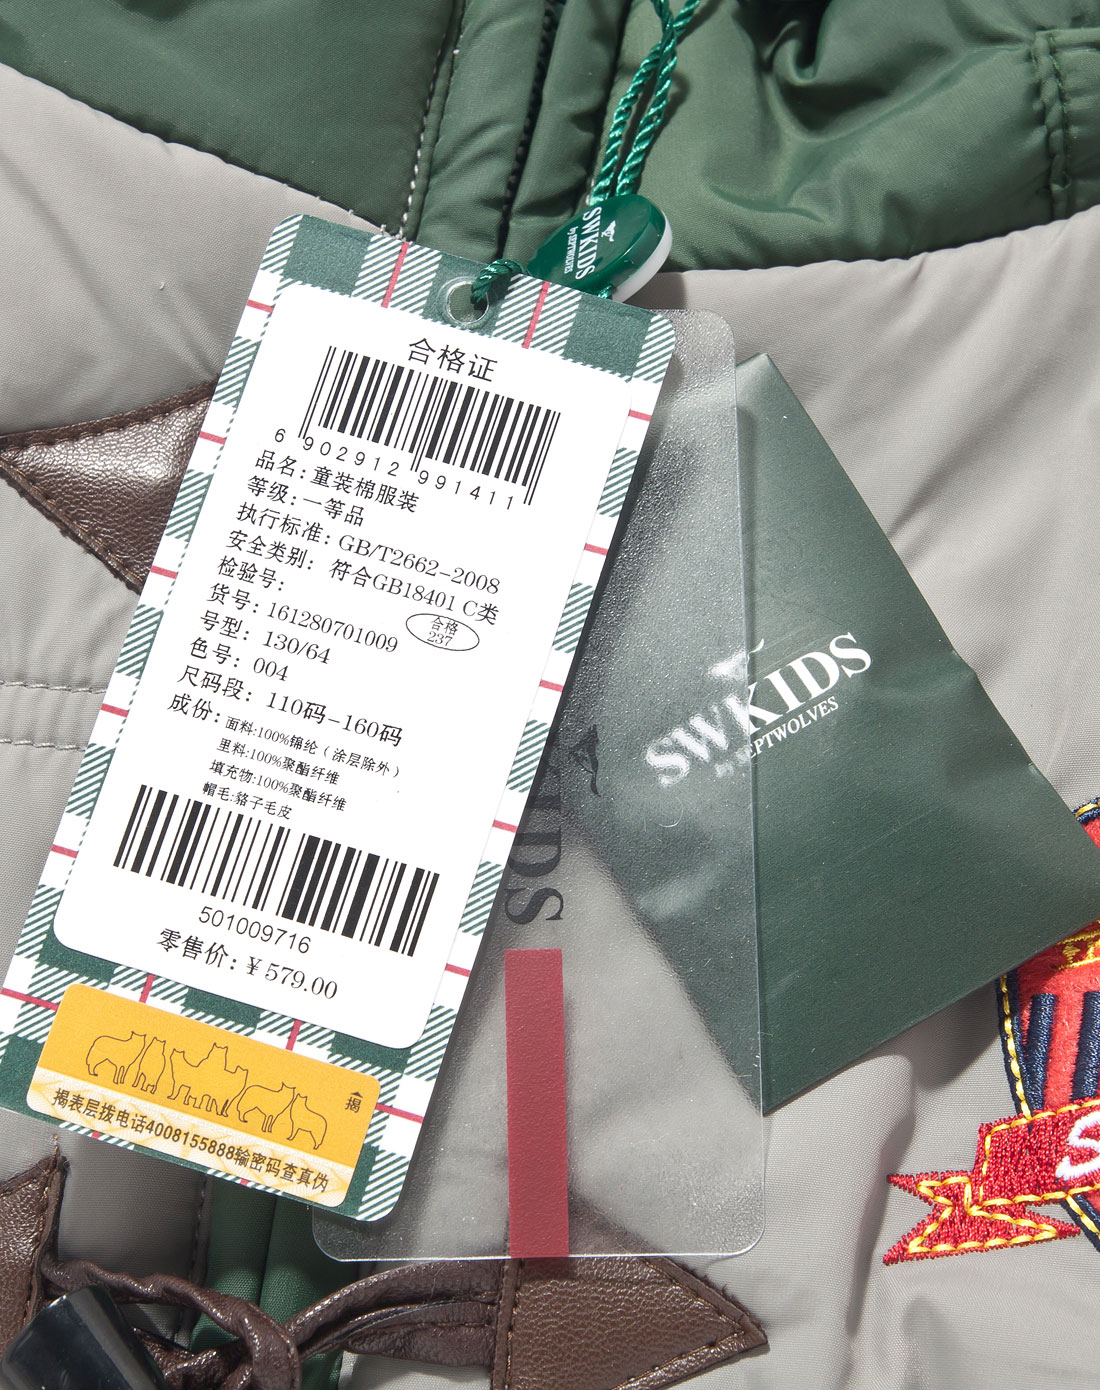 SWKIDS
by SEPTWOLVES
合格证
6 902912 991411
品名:童装棉服装
等级:一等品
执行标准:GB/T2662-2008
安全类别: 符合GB18401 C类
检验号:
合格
237
货号:161280701009
号型: 130/64
色号: 004
尺码段: 110码-160码
成份:面料:100%锦纶(涂层除外)
里料:100%聚酯纤维
填充物:100%聚酯纤维
帽毛:貉子毛皮
501009716
零售价:¥579.00
揭
揭表层拨电话4008155888输密码查真伪
SWKIDS
by SEPTWOLVES
KIDS
S